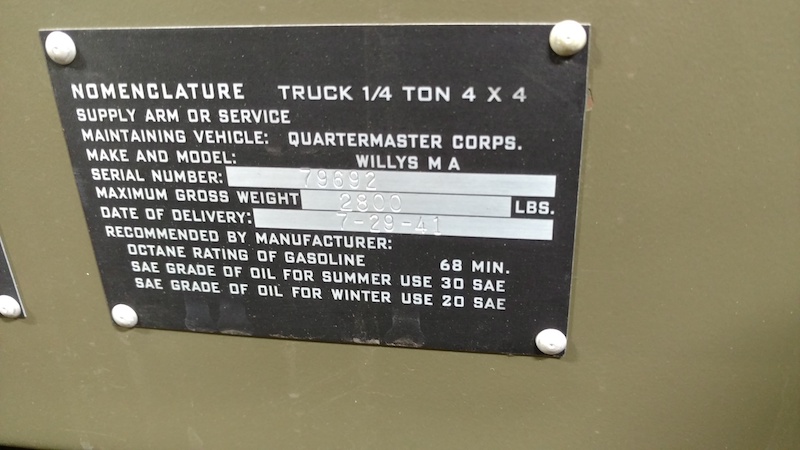 NOMENCLATURE TRUCK 1/4 TON 4 X 4
SUPPLY ARM OR SERVICE
MAINTAINING VEHICLE: QUARTERMASTER CORPS.
MAKE AND MODEL: WILLYS M A
SERIAL NUMBER: 79692
MAXIMUM GROSS WEIGHT 2800 LBS.
DATE OF DELIVERY: 7-29-41
RECOMMENDED BY MANUFACTURER:
OCTANE RATING OF GASOLINE 68 MIN.
SAE GRADE OF OIL FOR SUMMER USE 30 SAE
SAE GRADE OF OIL FOR WINTER USE 20 SAE